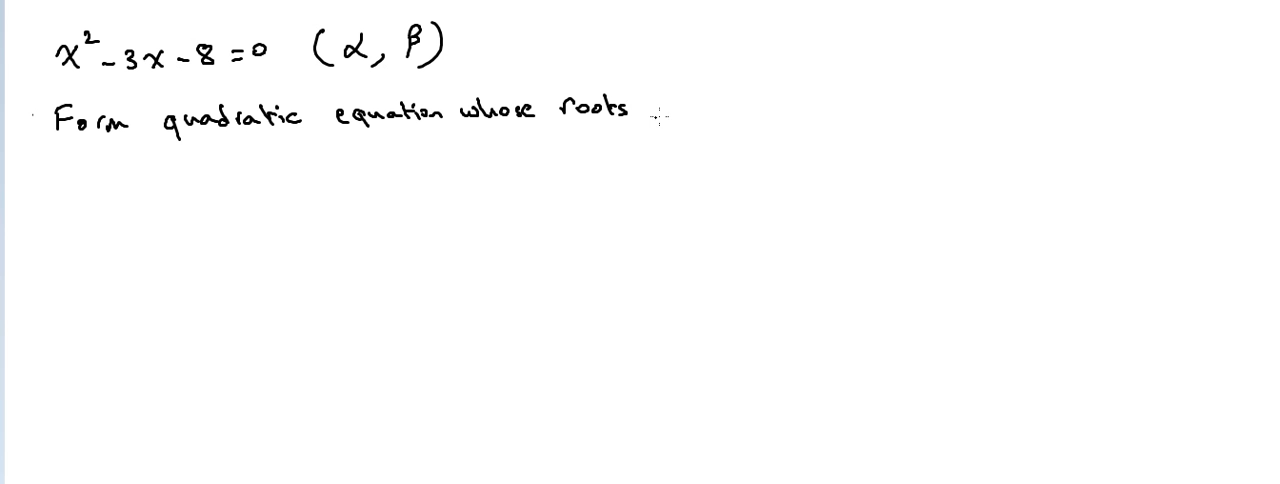 x² - 3x - 8 = 0 (α, β)
Form quadratic equation whose roots